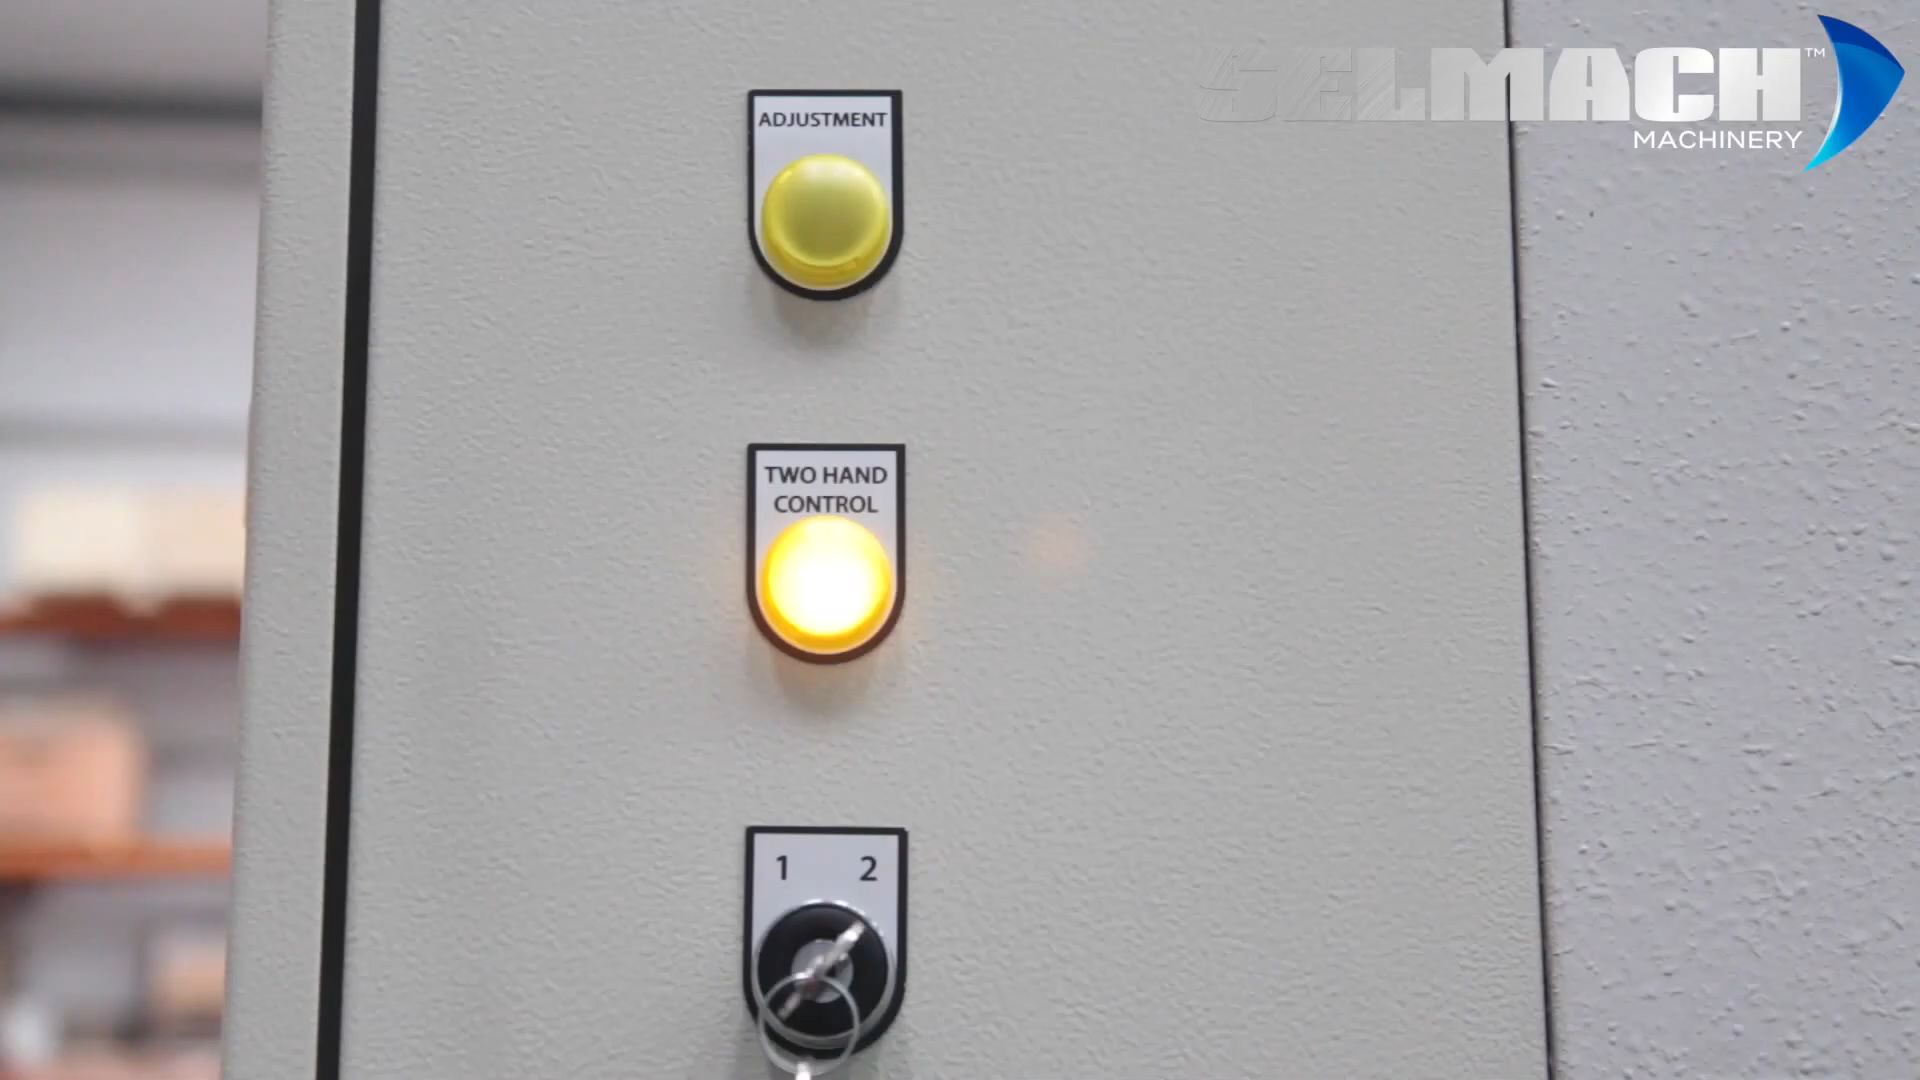 SELMACH™
MACHINERY
ADJUSTMENT
TWO HAND
CONTROL
1 2